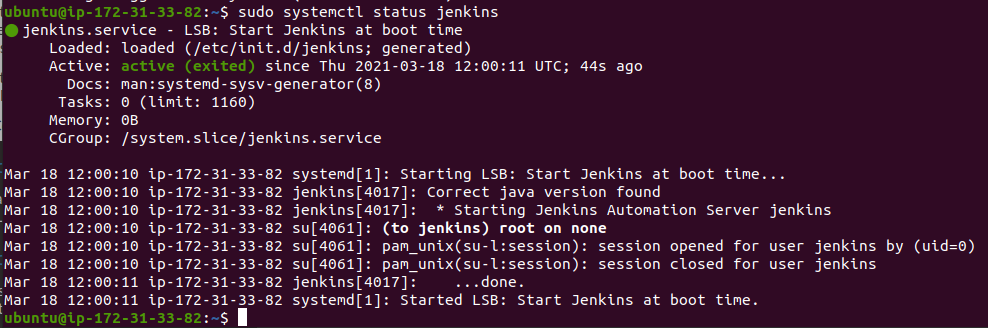 ubuntu@ip-172-31-33-82:~$ sudo systemctl status jenkins
● jenkins.service - LSB: Start Jenkins at boot time
     Loaded: loaded (/etc/init.d/jenkins; generated)
     Active: active (exited) since Thu 2021-03-18 12:00:11 UTC; 44s ago
       Docs: man:systemd-sysv-generator(8)
      Tasks: 0 (limit: 1160)
     Memory: 0B
     CGroup: /system.slice/jenkins.service

Mar 18 12:00:10 ip-172-31-33-82 systemd[1]: Starting LSB: Start Jenkins at boot time...
Mar 18 12:00:10 ip-172-31-33-82 jenkins[4017]: Correct java version found
Mar 18 12:00:10 ip-172-31-33-82 jenkins[4017]:  * Starting Jenkins Automation Server jenkins
Mar 18 12:00:10 ip-172-31-33-82 su[4061]: (to jenkins) root on none
Mar 18 12:00:10 ip-172-31-33-82 su[4061]: pam_unix(su-l:session): session opened for user jenkins by (uid=0)
Mar 18 12:00:10 ip-172-31-33-82 su[4061]: pam_unix(su-l:session): session closed for user jenkins
Mar 18 12:00:11 ip-172-31-33-82 jenkins[4017]:    ...done.
Mar 18 12:00:11 ip-172-31-33-82 systemd[1]: Started LSB: Start Jenkins at boot time.
ubuntu@ip-172-31-33-82:~$